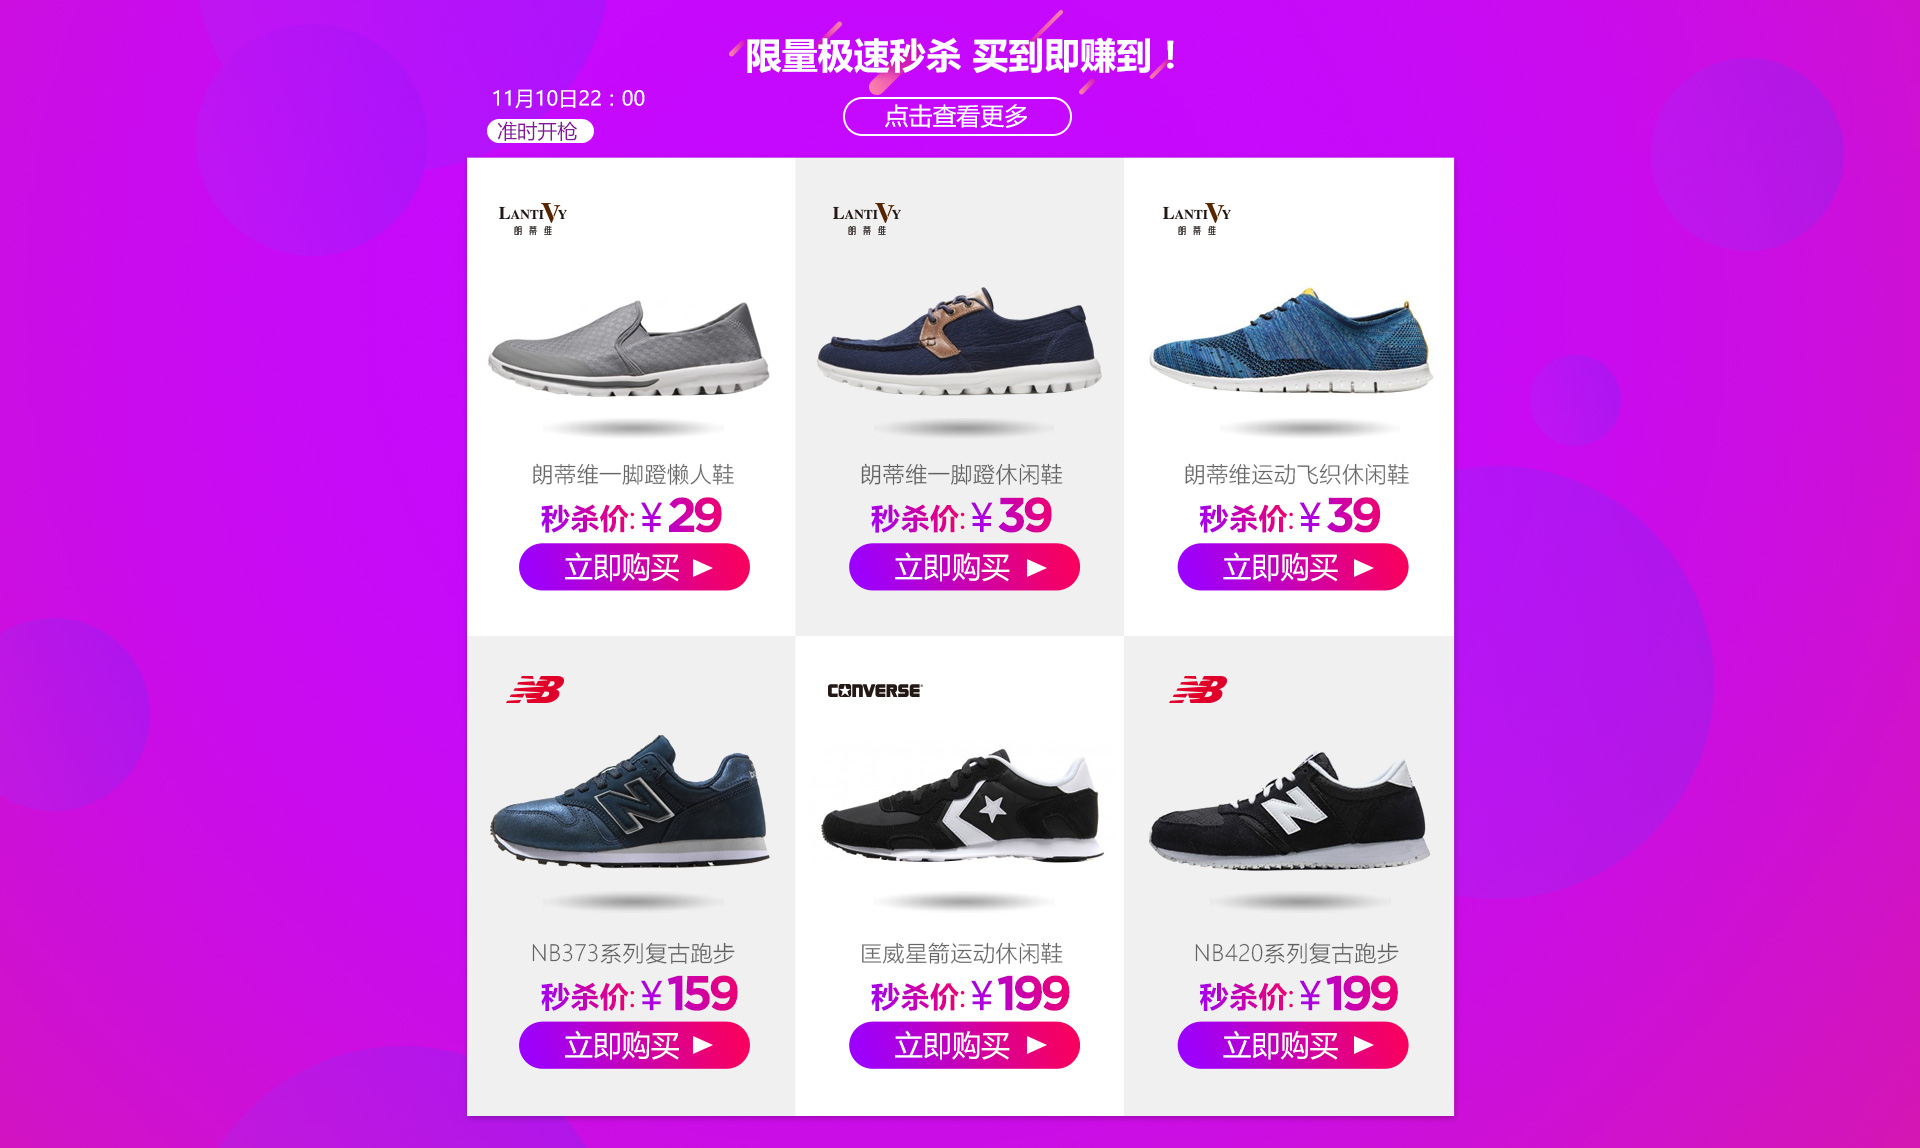 限量极速秒杀 买到即赚到！
11月10日22：00
准时开枪
点击查看更多
LANTIVY
朗蒂维
LANTIVY
朗蒂维
LANTIVY
朗蒂维
朗蒂维一脚蹬懒人鞋
朗蒂维一脚蹬休闲鞋
朗蒂维运动飞织休闲鞋
秒杀价:￥29
秒杀价:￥39
秒杀价:￥39
立即购买
立即购买
立即购买
NB
CONVERSE
NB
N
N
NB373系列复古跑步
匡威星箭运动休闲鞋
NB420系列复古跑步
秒杀价:￥159
秒杀价:￥199
秒杀价:￥199
立即购买
立即购买
立即购买